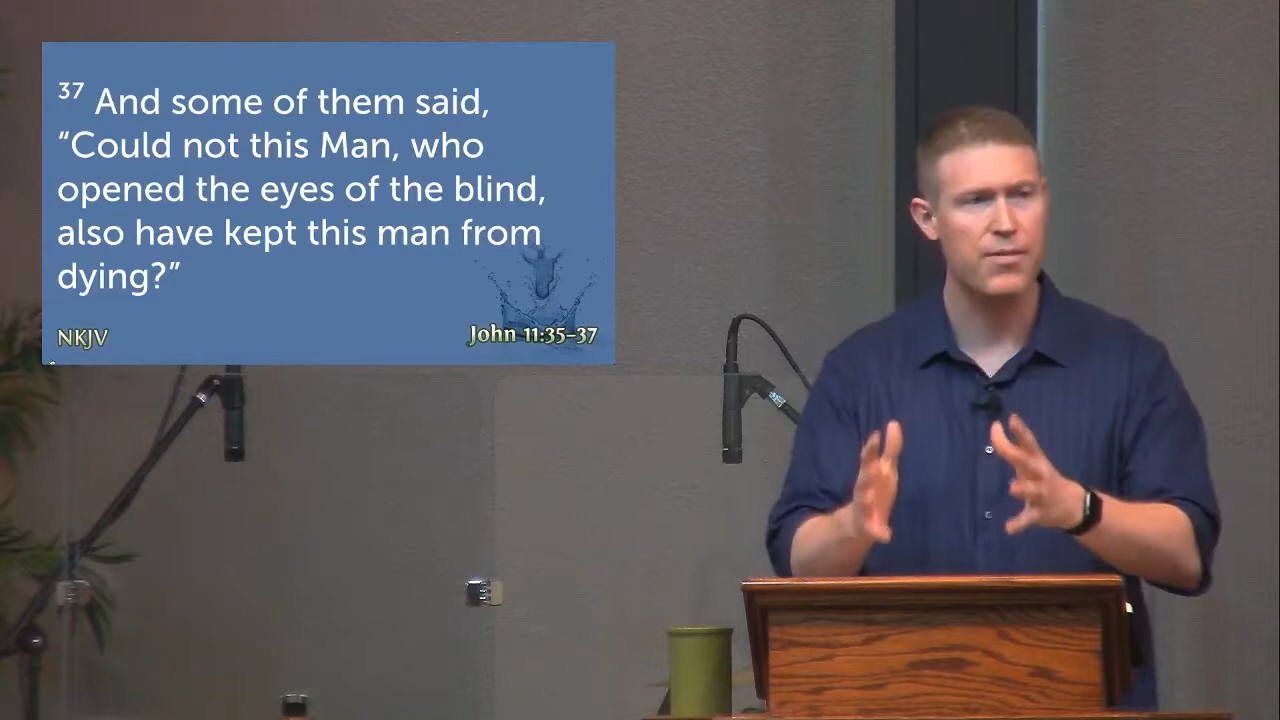 37 And some of them said,
“Could not this Man, who
opened the eyes of the blind,
also have kept this man from
dying?”
NKJV John 11:35-37